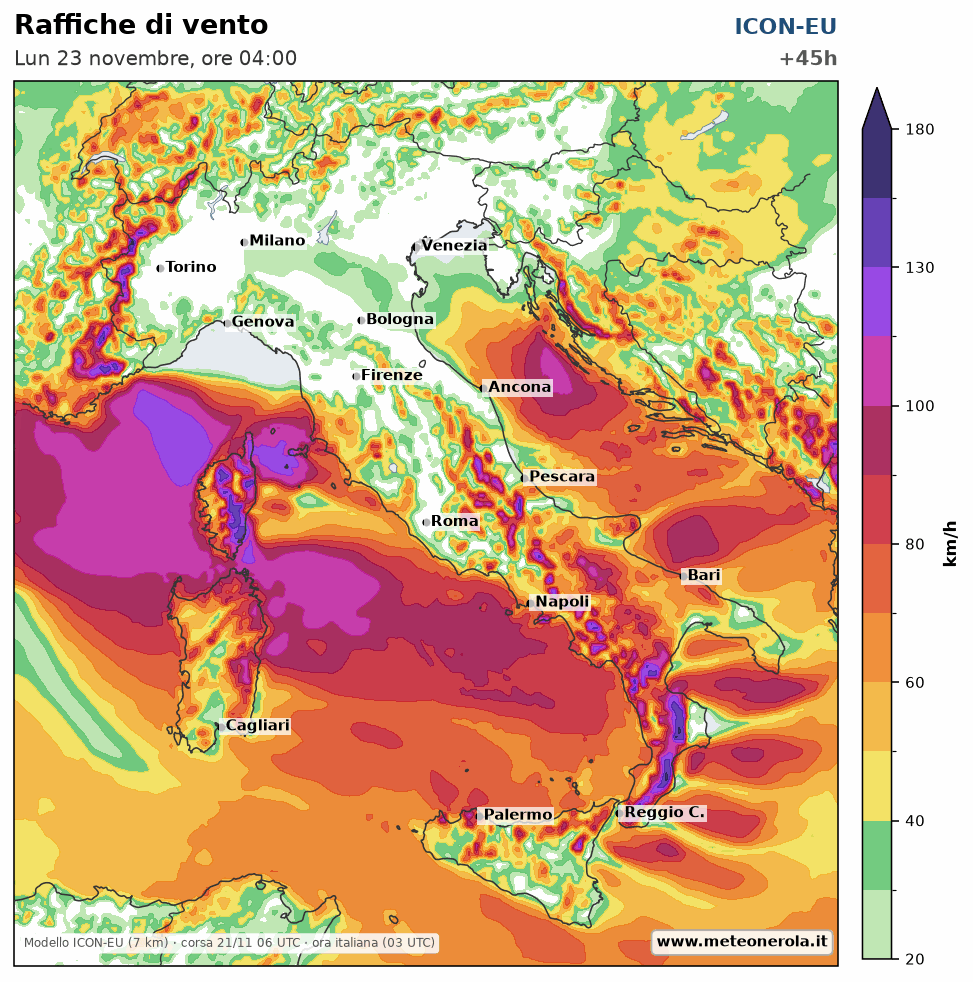 Raffiche di vento
ICON-EU
Lun 23 novembre, ore 04:00
+45h
180
Milano
Venezia
Torino
130
Genova
Bologna
Firenze
Ancona
100
Pescara
Roma
80
km/h
Bari
Napoli
60
Cagliari
Palermo
Reggio C.
40
Modello ICON-EU (7 km) · corsa 21/11 06 UTC · ora italiana (03 UTC)
www.meteonerola.it
20